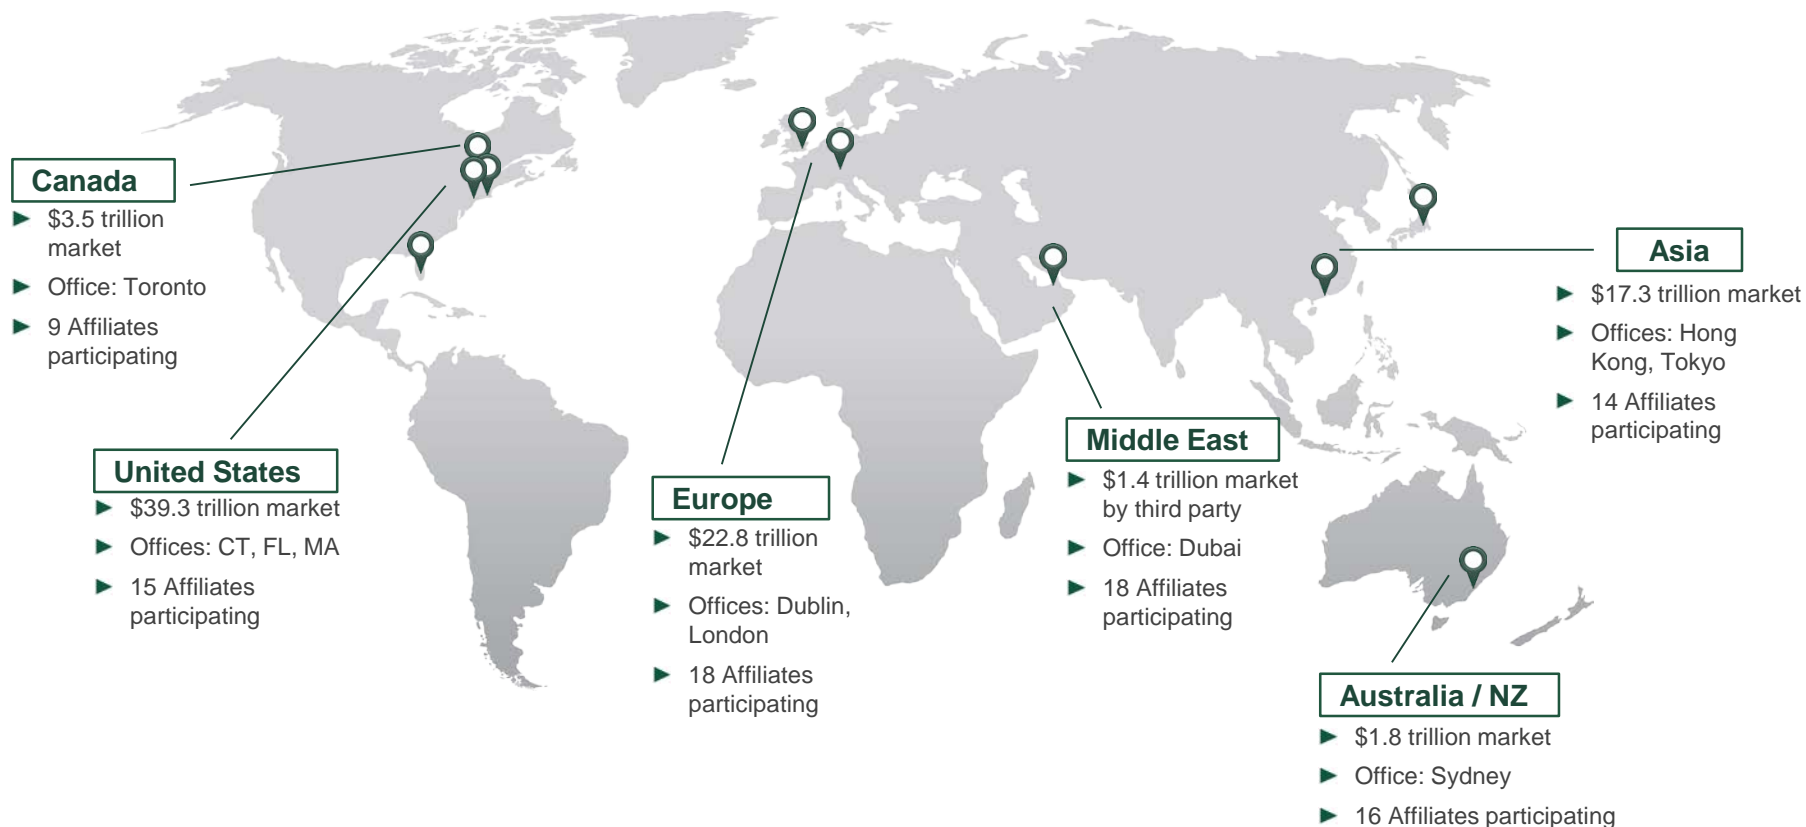 Canada
$3.5 trillion
market
Office: Toronto
9 Affiliates
participating
United States
$39.3 trillion market
Offices: CT, FL, MA
15 Affiliates
participating
Europe
$22.8 trillion
market
Offices: Dublin,
London
18 Affiliates
participating
Middle East
$1.4 trillion market
by third party
Office: Dubai
18 Affiliates
participating
Asia
$17.3 trillion market
Offices: Hong
Kong, Tokyo
14 Affiliates
participating
Australia / NZ
$1.8 trillion market
Office: Sydney
16 Affiliates participating